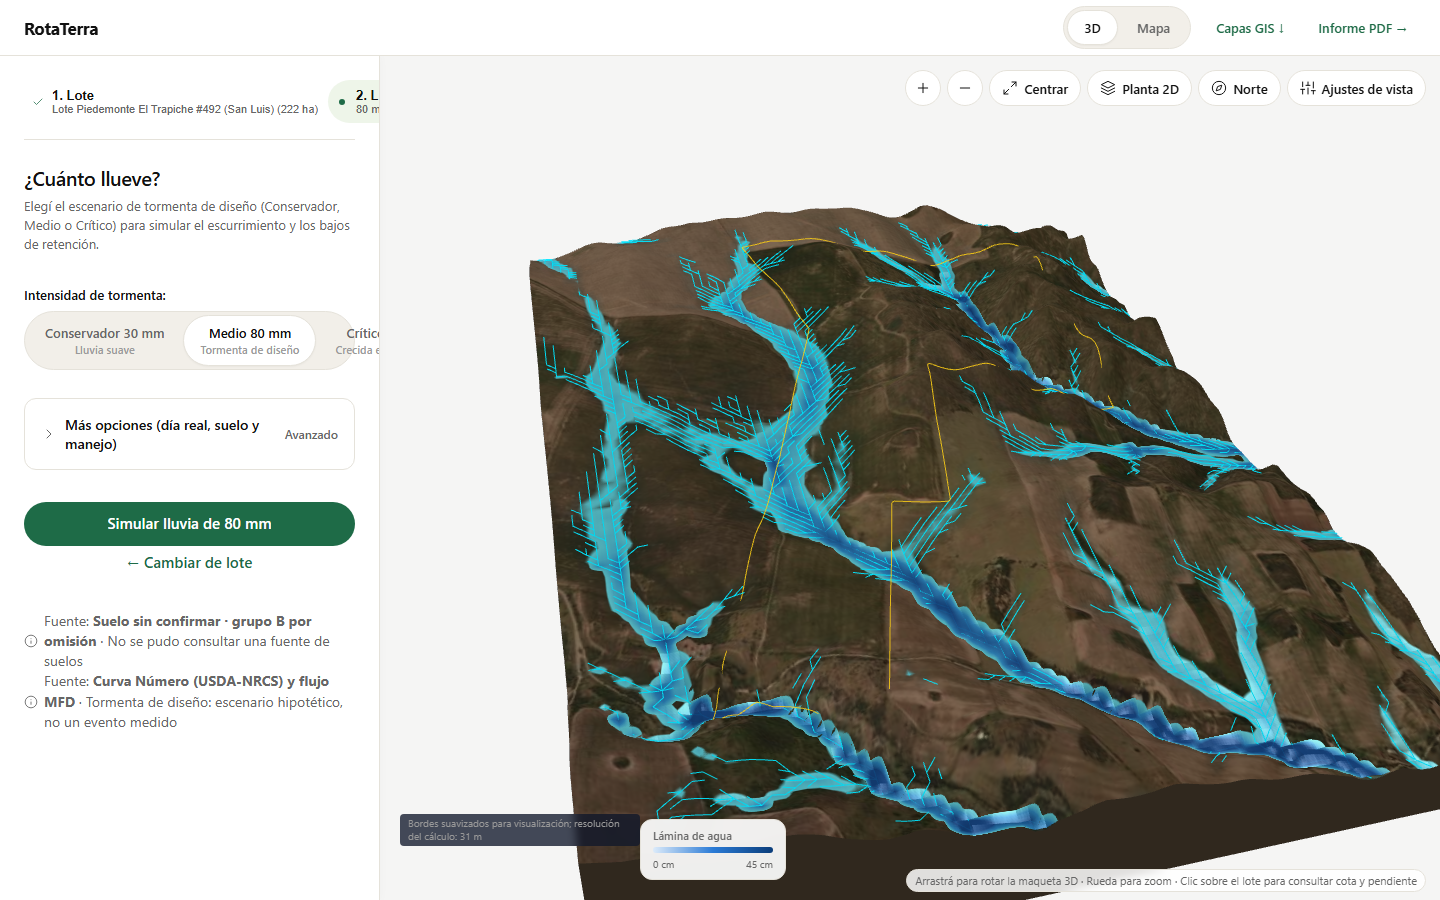 RotaTerra
3D
Mapa
Capas GIS ↓
Informe PDF →
1. Lote
Lote Piedemonte El Trapiche #492 (San Luis) (222 ha)
2. L
80 m
¿Cuánto llueve?
Elegí el escenario de tormenta de diseño (Conservador,
Medio o Crítico) para simular el escurrimiento y los bajos
de retención.
Intensidad de tormenta:
Conservador 30 mm
Lluvia suave
Medio 80 mm
Tormenta de diseño
Crític
Crecida e
Más opciones (día real, suelo y
manejo)
Avanzado
Simular lluvia de 80 mm
← Cambiar de lote
Fuente: Suelo sin confirmar · grupo B por
omisión · No se pudo consultar una fuente de
suelos
Fuente: Curva Número (USDA-NRCS) y flujo
MFD · Tormenta de diseño: escenario hipotético,
no un evento medido
+
−
Centrar
Planta 2D
Norte
Ajustes de vista
Bordes suavizados para visualización; resolución
del cálculo: 31 m
Lámina de agua
0 cm
45 cm
Arrastrá para rotar la maqueta 3D · Rueda para zoom · Clic sobre el lote para consultar cota y pendiente